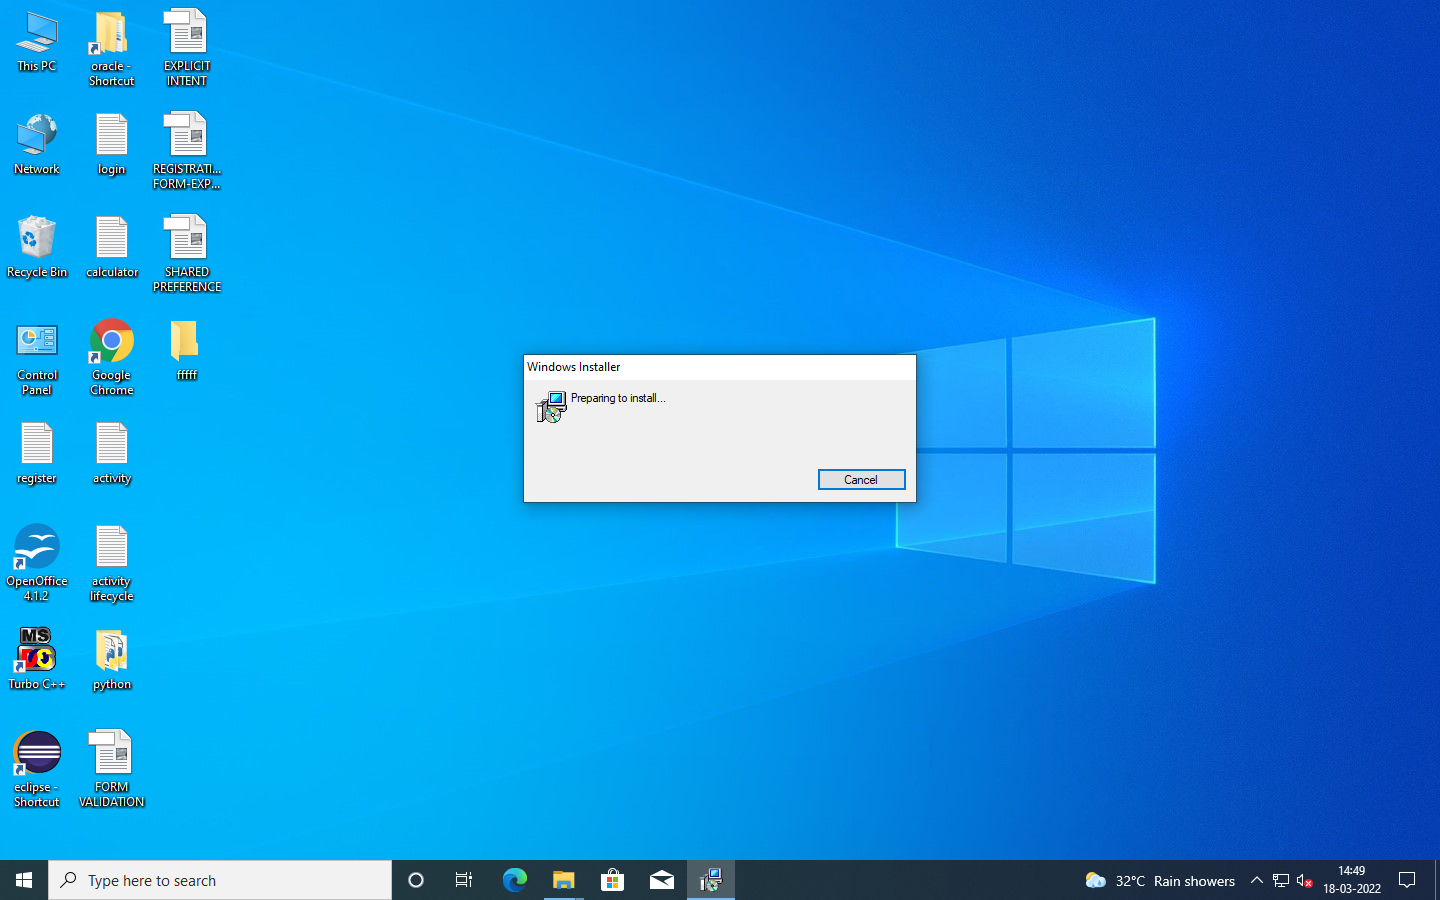 This PC
oracle -
Shortcut
EXPLICIT
INTENT
Network
login
REGISTRATI...
FORM-EXP...
Recycle Bin
calculator
SHARED
PREFERENCE
Control
Panel
Google
Chrome
fffff
register
activity
OpenOffice
4.1.2
activity
lifecycle
MS
Turbo C++
python
eclipse -
Shortcut
FORM
VALIDATION
Windows Installer
Preparing to install...
Cancel
Type here to search
32°C Rain showers
14:49
18-03-2022